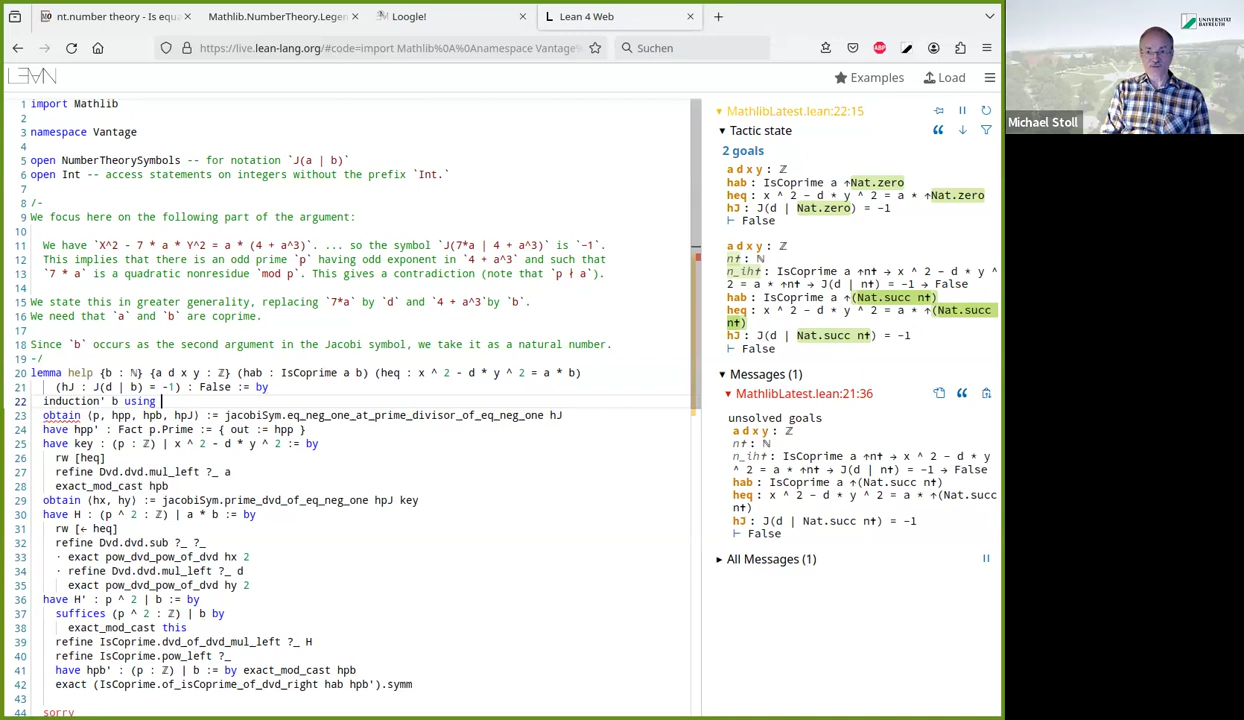 nt.number theory - Is equa
Mathlib.NumberTheory.Legen
Loogle!
Lean 4 Web
https://live.lean-lang.org/#code=import Mathlib%0A%0Anamespace Vantage%
Suchen
Examples
Load
1 import Mathlib
2
3 namespace Vantage
4
5 open NumberTheorySymbols -- for notation `J(a | b)`
6 open Int -- access statements on integers without the prefix `Int.`
7
8 /-
9 We focus here on the following part of the argument:
10
11 We have `X^2 - 7 * a * Y^2 = a * (4 + a^3)`. ... so the symbol `J(7*a | 4 + a^3)` is `−1`.
12 This implies that there is an odd prime `p` having odd exponent in `4 + a^3` and such that
13 `7 * a` is a quadratic nonresidue `mod p`. This gives a contradiction (note that `p ∤ a`).
14
15 We state this in greater generality, replacing `7*a` by `d` and `4 + a^3`by `b`.
16 We need that `a` and `b` are coprime.
17
18 Since `b` occurs as the second argument in the Jacobi symbol, we take it as a natural number.
19 -/
20 lemma help {b : ℕ} {a d x y : ℤ} (hab : IsCoprime a b) (heq : x ^ 2 - d * y ^ 2 = a * b)
21 (hJ : J(d | b) = -1) : False := by
22 induction' b using
23 obtain ⟨p, hpp, hpb, hpJ⟩ := jacobiSym.eq_neg_one_at_prime_divisor_of_eq_neg_one hJ
24 have hpp' : Fact p.Prime := { out := hpp }
25 have key : (p : ℤ) ∣ x ^ 2 - d * y ^ 2 := by
26 rw [heq]
27 refine Dvd.dvd.mul_left ?_ a
28 exact_mod_cast hpb
29 obtain ⟨hx, hy⟩ := jacobiSym.prime_dvd_of_eq_neg_one hpJ key
30 have H : (p ^ 2 : ℤ) ∣ a * b := by
31 rw [← heq]
32 refine Dvd.dvd.sub ?_ ?_
33 · exact pow_dvd_pow_of_dvd hx 2
34 · refine Dvd.dvd.mul_left ?_ d
35 exact pow_dvd_pow_of_dvd hy 2
36 have H' : p ^ 2 ∣ b := by
37 suffices (p ^ 2 : ℤ) ∣ b by
38 exact_mod_cast this
39 refine IsCoprime.dvd_of_dvd_mul_left ?_ H
40 refine IsCoprime.pow_left ?_
41 have hpb' : (p : ℤ) ∣ b := by exact_mod_cast hpb
42 exact (IsCoprime.of_isCoprime_of_dvd_right hab hpb').symm
43
44 sorry
MathlibLatest.lean:22:15
Tactic state
2 goals
a d x y : ℤ
hab : IsCoprime a ↑Nat.zero
heq : x ^ 2 - d * y ^ 2 = a * ↑Nat.zero
hJ : J(d | Nat.zero) = -1
⊢ False
a d x y : ℤ
n✝ : ℕ
n_ih✝ : IsCoprime a ↑n✝ → x ^ 2 - d * y ^
2 = a * ↑n✝ → J(d | n✝) = -1 → False
hab : IsCoprime a ↑(Nat.succ n✝)
heq : x ^ 2 - d * y ^ 2 = a * ↑(Nat.succ
n✝)
hJ : J(d | Nat.succ n✝) = -1
⊢ False
Messages (1)
MathlibLatest.lean:21:36
unsolved goals
a d x y : ℤ
n✝ : ℕ
n_ih✝ : IsCoprime a ↑n✝ → x ^ 2 - d * y
^ 2 = a * ↑n✝ → J(d | n✝) = -1 → False
hab : IsCoprime a ↑(Nat.succ n✝)
heq : x ^ 2 - d * y ^ 2 = a * ↑(Nat.succ
n✝)
hJ : J(d | Nat.succ n✝) = -1
⊢ False
All Messages (1)
UNIVERSITÄT
BAYREUTH
Michael Stoll